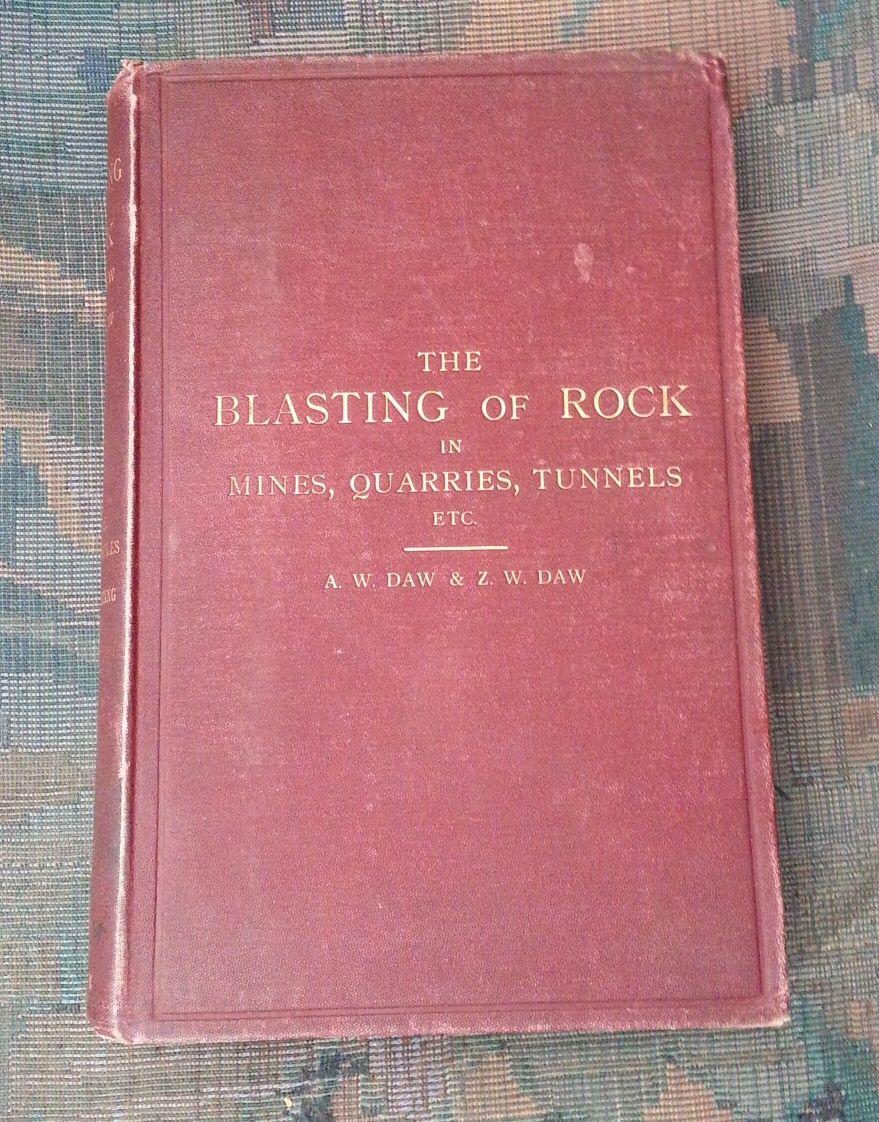 THE
BLASTING OF ROCK
IN
MINES, QUARRIES, TUNNELS
ETC.
A. W. DAW & Z. W. DAW